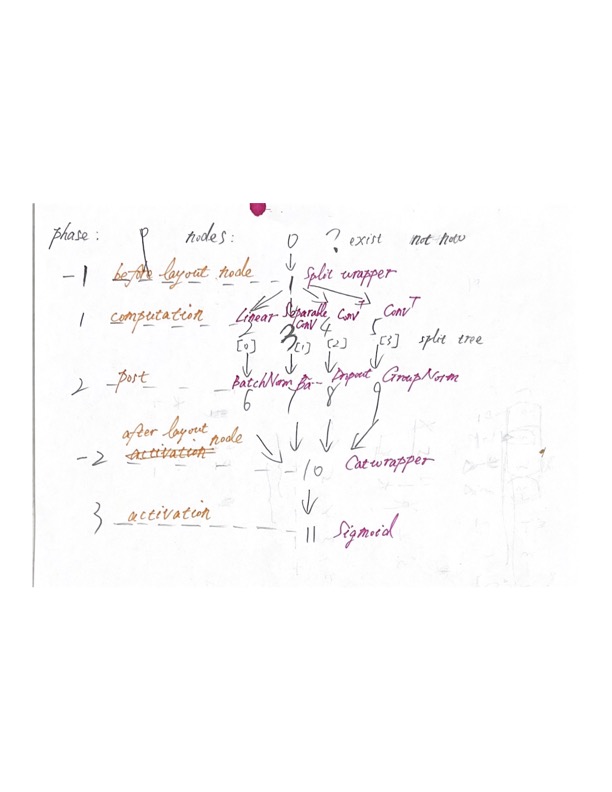 phase: p nodes: 0 ? exist not now
-1 before layout node 1 Split wrapper
1 computation Linear Separable Conv Conv Conv^T
2 3 4 5
[0] [1] [2] [3] split tree
2 post BatchNorm Ba-- Dropout GroupNorm
6 7 8 9
after layout node
-2 activation 10 Catwrapper
3 activation 11 Sigmoid